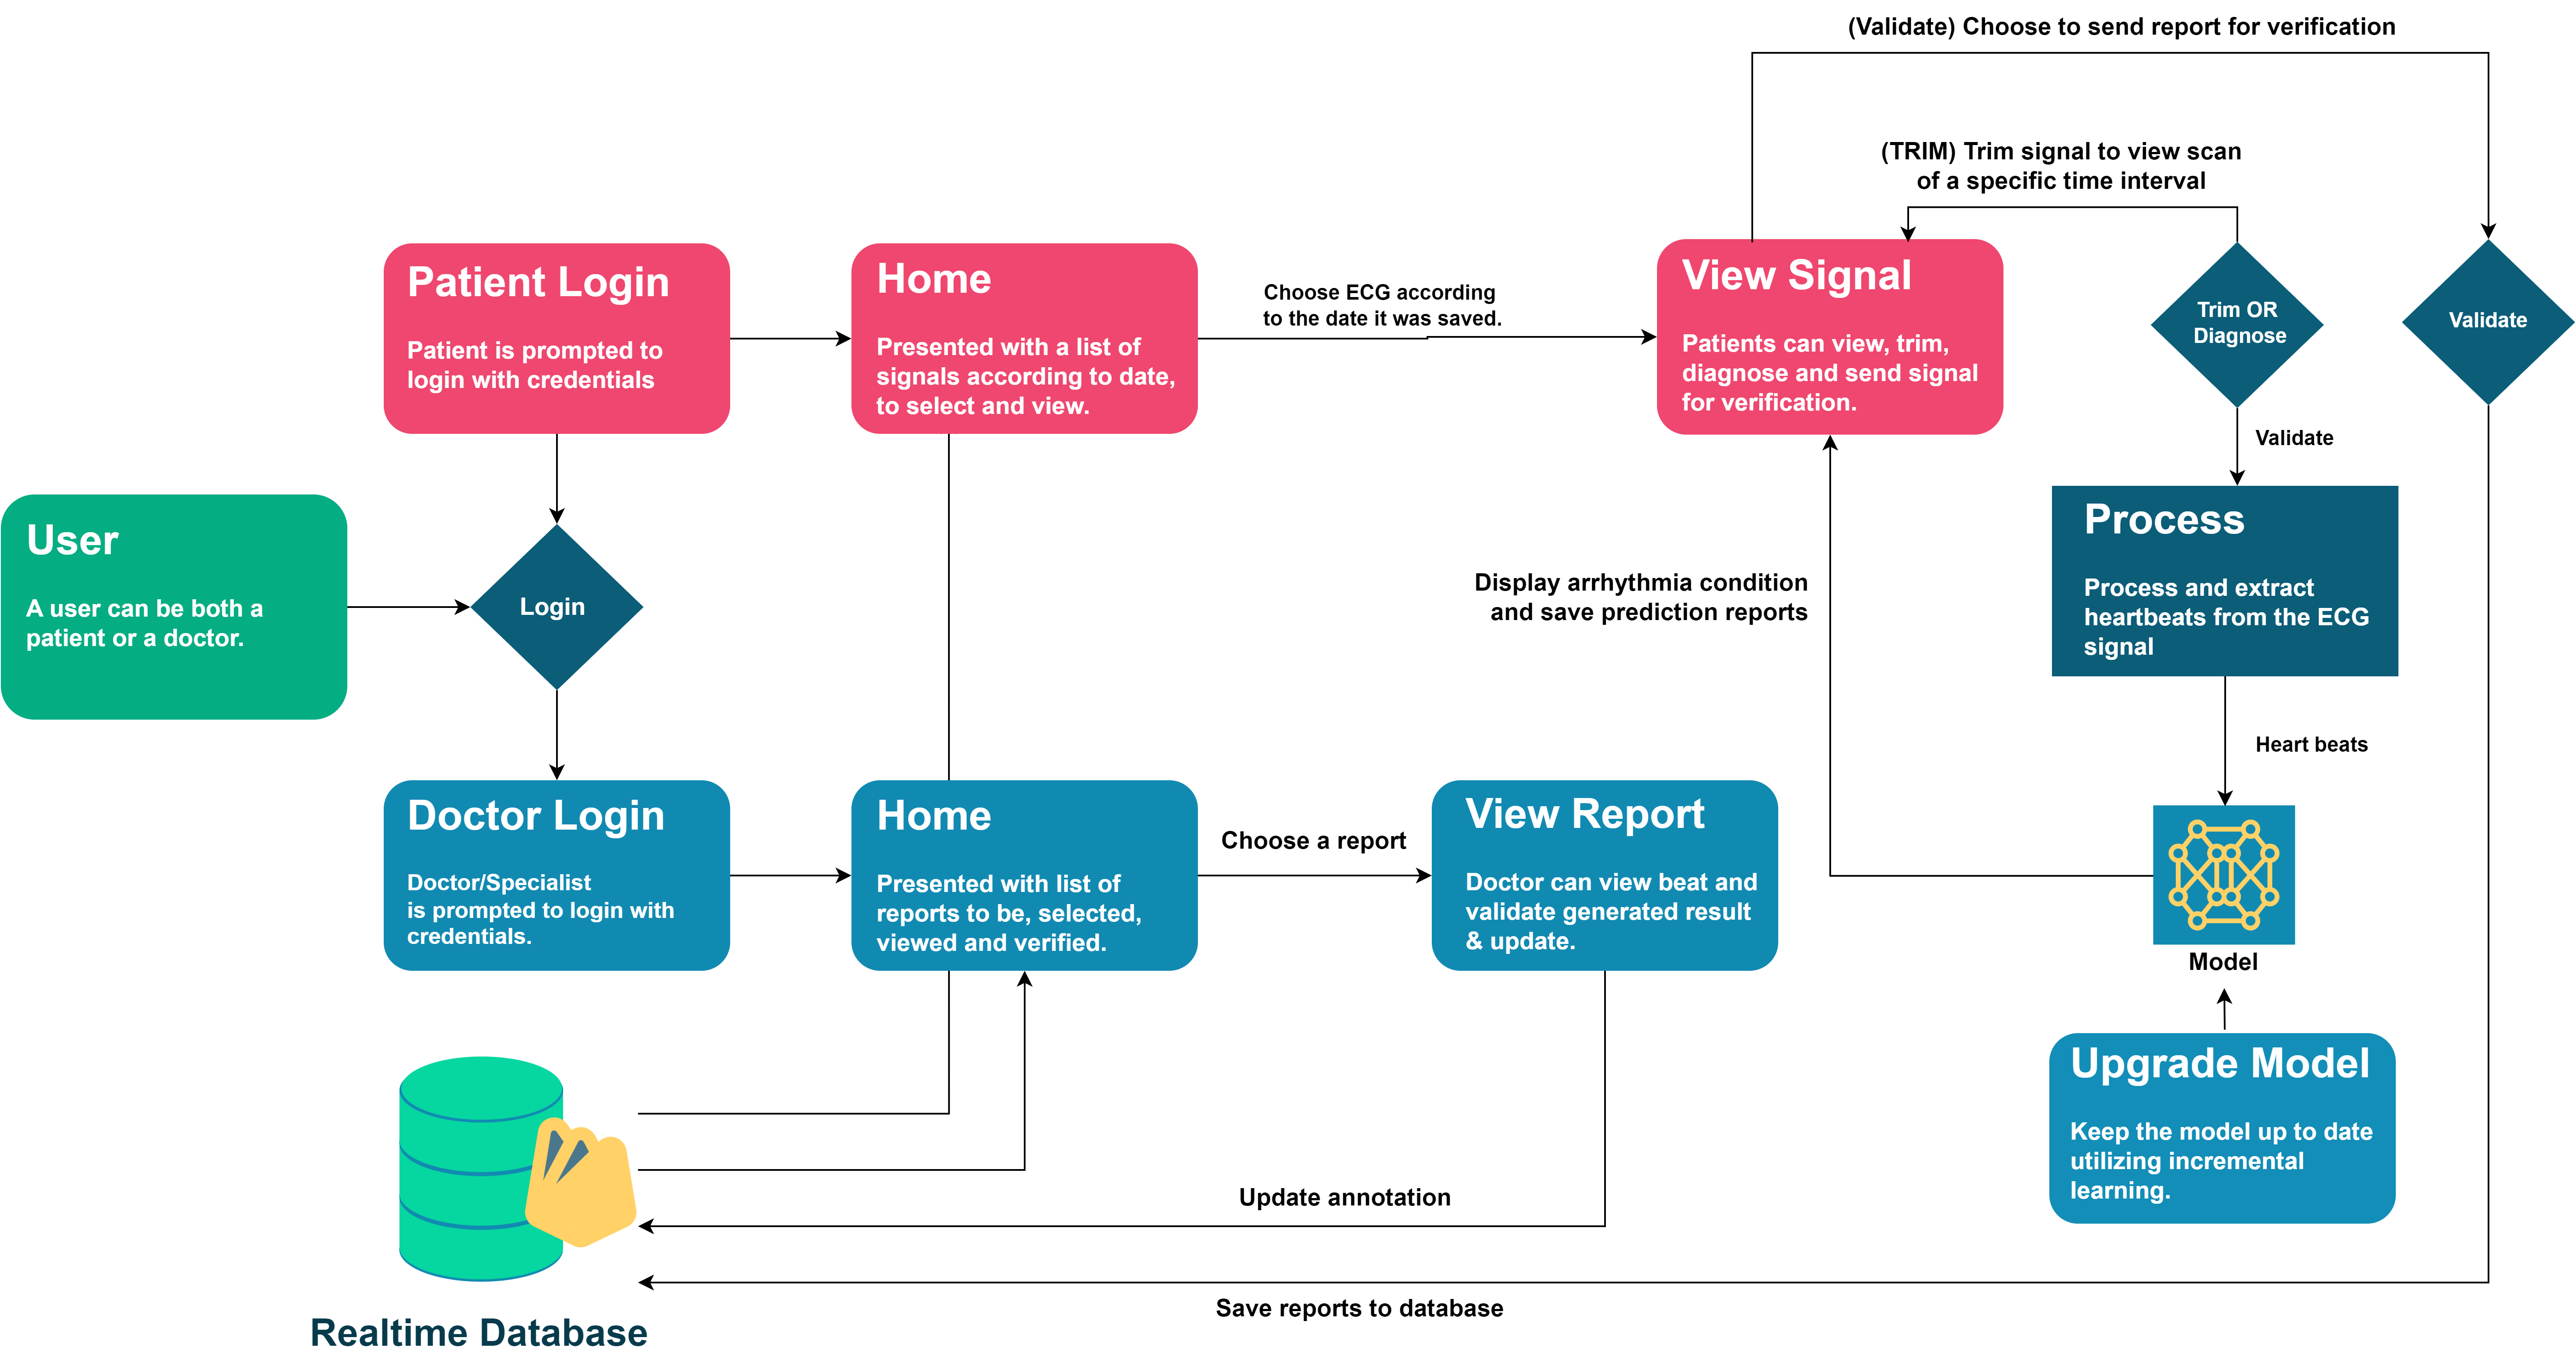 (Validate) Choose to send report for verification
(TRIM) Trim signal to view scan
of a specific time interval
Patient Login
Patient is prompted to
login with credentials
Home
Presented with a list of
signals according to date,
to select and view.
Choose ECG according
to the date it was saved.
View Signal
Patients can view, trim,
diagnose and send signal
for verification.
Trim OR
Diagnose
Validate
Validate
User
A user can be both a
patient or a doctor.
Login
Display arrhythmia condition
and save prediction reports
Process
Process and extract
heartbeats from the ECG
signal
Heart beats
Doctor Login
Doctor/Specialist
is prompted to login with
credentials.
Home
Presented with list of
reports to be, selected,
viewed and verified.
Choose a report
View Report
Doctor can view beat and
validate generated result
& update.
Model
Upgrade Model
Keep the model up to date
utilizing incremental
learning.
Update annotation
Save reports to database
Realtime Database